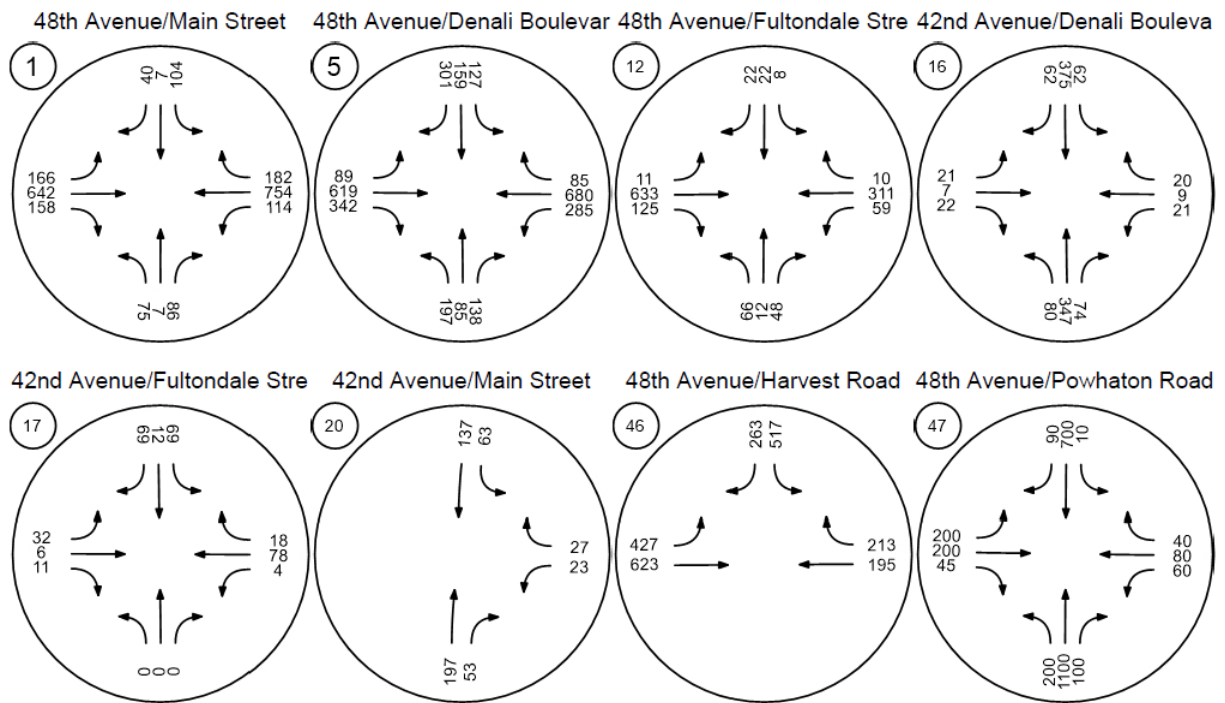 48th Avenue/Main Street
1
40 7 104
166
642
158
182
754
114
75 7 86
48th Avenue/Denali Boulevar
5
301 159 127
89
619
342
85
680
285
197 85 138
48th Avenue/Fultondale Stre
12
22 22 8
11
633
125
10
311
59
66 12 48
42nd Avenue/Denali Bouleva
16
62 375 62
21
7
22
20
9
21
80 347 74
42nd Avenue/Fultondale Stre
17
69 12 69
32
6
11
18
78
4
0 0 0
42nd Avenue/Main Street
20
137 63
27
23
197 53
48th Avenue/Harvest Road
46
263 517
427
623
213
195
48th Avenue/Powhaton Road
47
90 700 10
200
200
45
40
80
60
200 1100 100